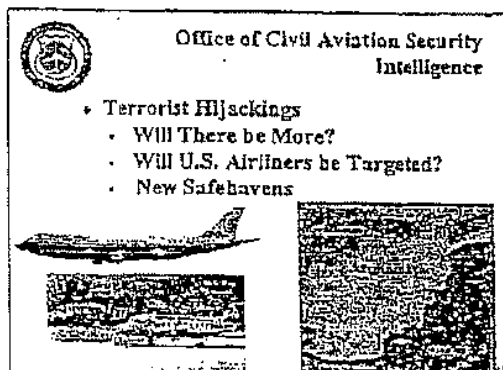 Office of Civil Aviation Security
Intelligence
• Terrorist Hijackings
• Will There be More?
• Will U.S. Airliners be Targeted?
• New Safehavens